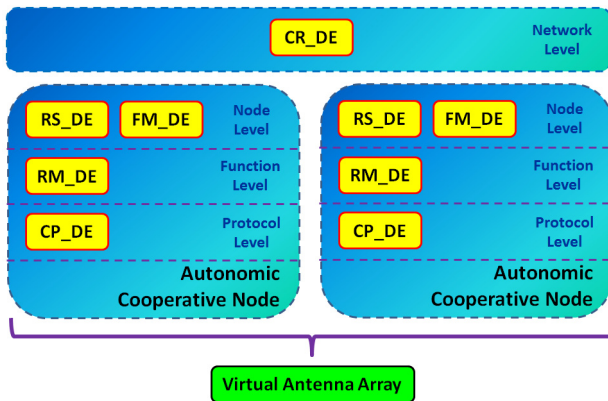 CR_DE
Network
Level
RS_DE
FM_DE
Node
Level
RM_DE
Function
Level
CP_DE
Protocol
Level
Autonomic
Cooperative Node
RS_DE
FM_DE
Node
Level
RM_DE
Function
Level
CP_DE
Protocol
Level
Autonomic
Cooperative Node
Virtual Antenna Array